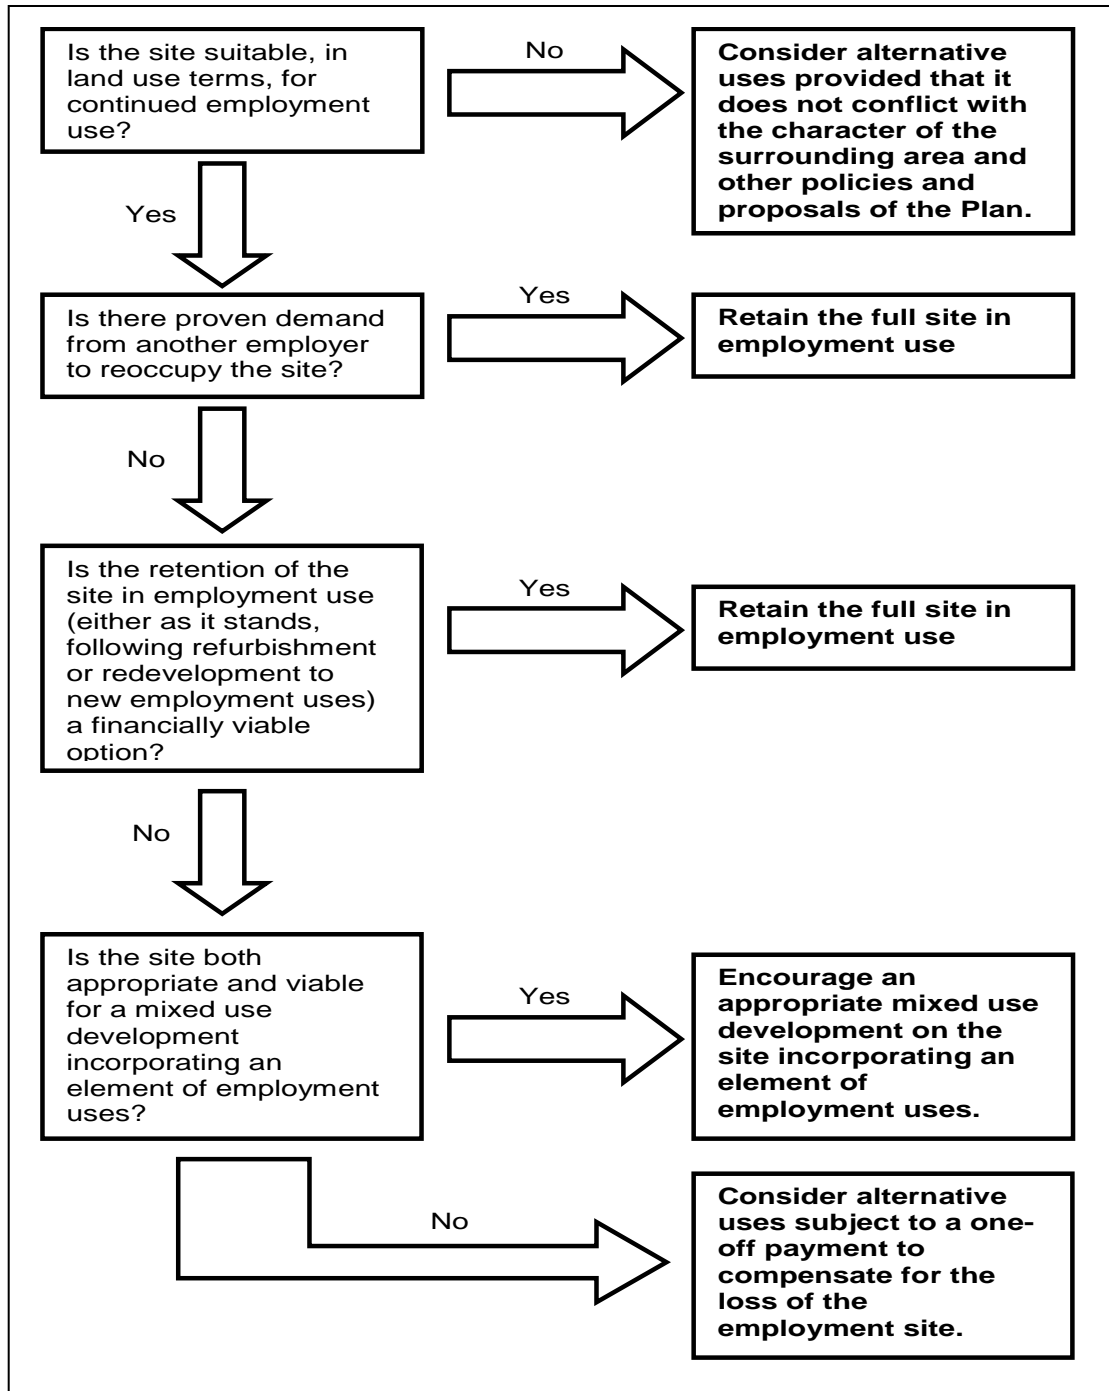 Is the site suitable, in
land use terms, for
continued employment
use?
No
Consider alternative
uses provided that it
does not conflict with
the character of the
surrounding area and
other policies and
proposals of the Plan.
Yes
Is there proven demand
from another employer
to reoccupy the site?
Yes
Retain the full site in
employment use
No
Is the retention of the
site in employment use
(either as it stands,
following refurbishment
or redevelopment to
new employment uses)
a financially viable
option?
Yes
Retain the full site in
employment use
No
Is the site both
appropriate and viable
for a mixed use
development
incorporating an
element of employment
uses?
Yes
Encourage an
appropriate mixed use
development on the
site incorporating an
element of
employment uses.
No
Consider alternative
uses subject to a one-
off payment to
compensate for the
loss of the
employment site.